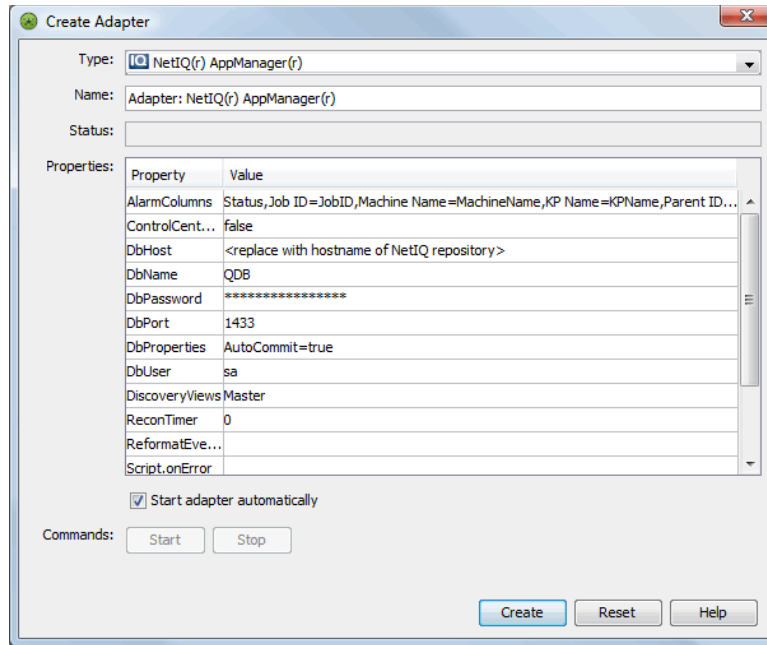 Create Adapter
Type: IQ NetIQ(r) AppManager(r)
Name: Adapter: NetIQ(r) AppManager(r)
Status:
Properties:
Property Value
AlarmColumns Status,Job ID=JobID,Machine Name=MachineName,KP Name=KPName,Parent ID...
ControlCent... false
DbHost <replace with hostname of NetIQ repository>
DbName QDB
DbPassword ****************
DbPort 1433
DbProperties AutoCommit=true
DbUser sa
DiscoveryViews Master
ReconTimer 0
ReformatEve...
Script.onError
Start adapter automatically
Commands: Start Stop
Create Reset Help